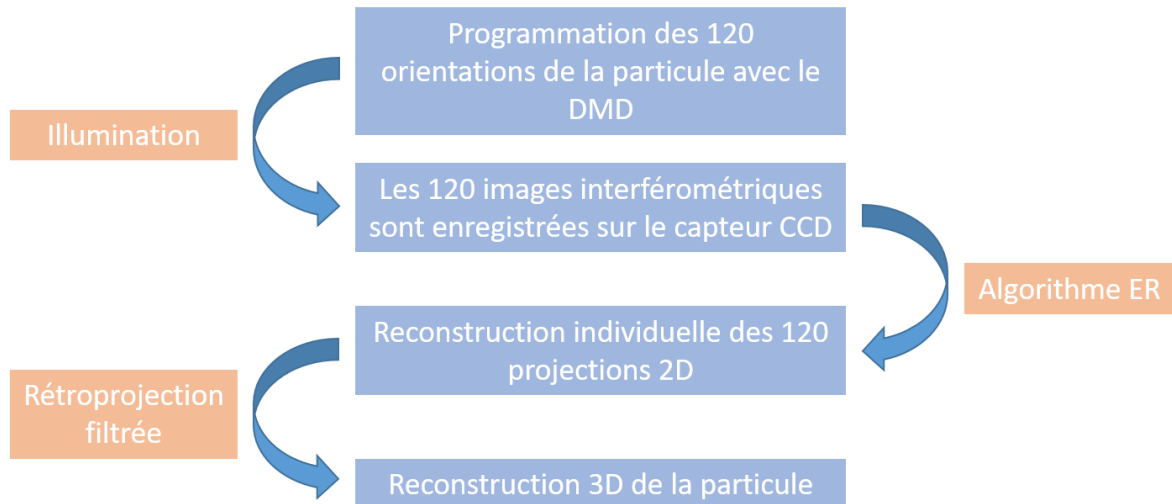 Programmation des 120
orientations de la particule avec le
DMD
Illumination
Les 120 images interférométriques
sont enregistrées sur le capteur CCD
Algorithme ER
Reconstruction individuelle des 120
projections 2D
Rétroprojection
filtrée
Reconstruction 3D de la particule